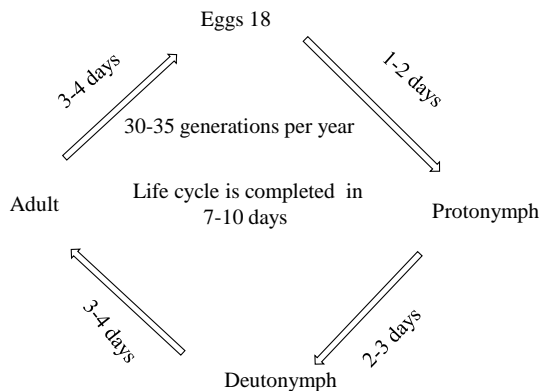 Eggs 18
3-4 days
1-2 days
30-35 generations per year
Adult
Life cycle is completed in
7-10 days
Protonymph
3-4 days
2-3 days
Deutonymph